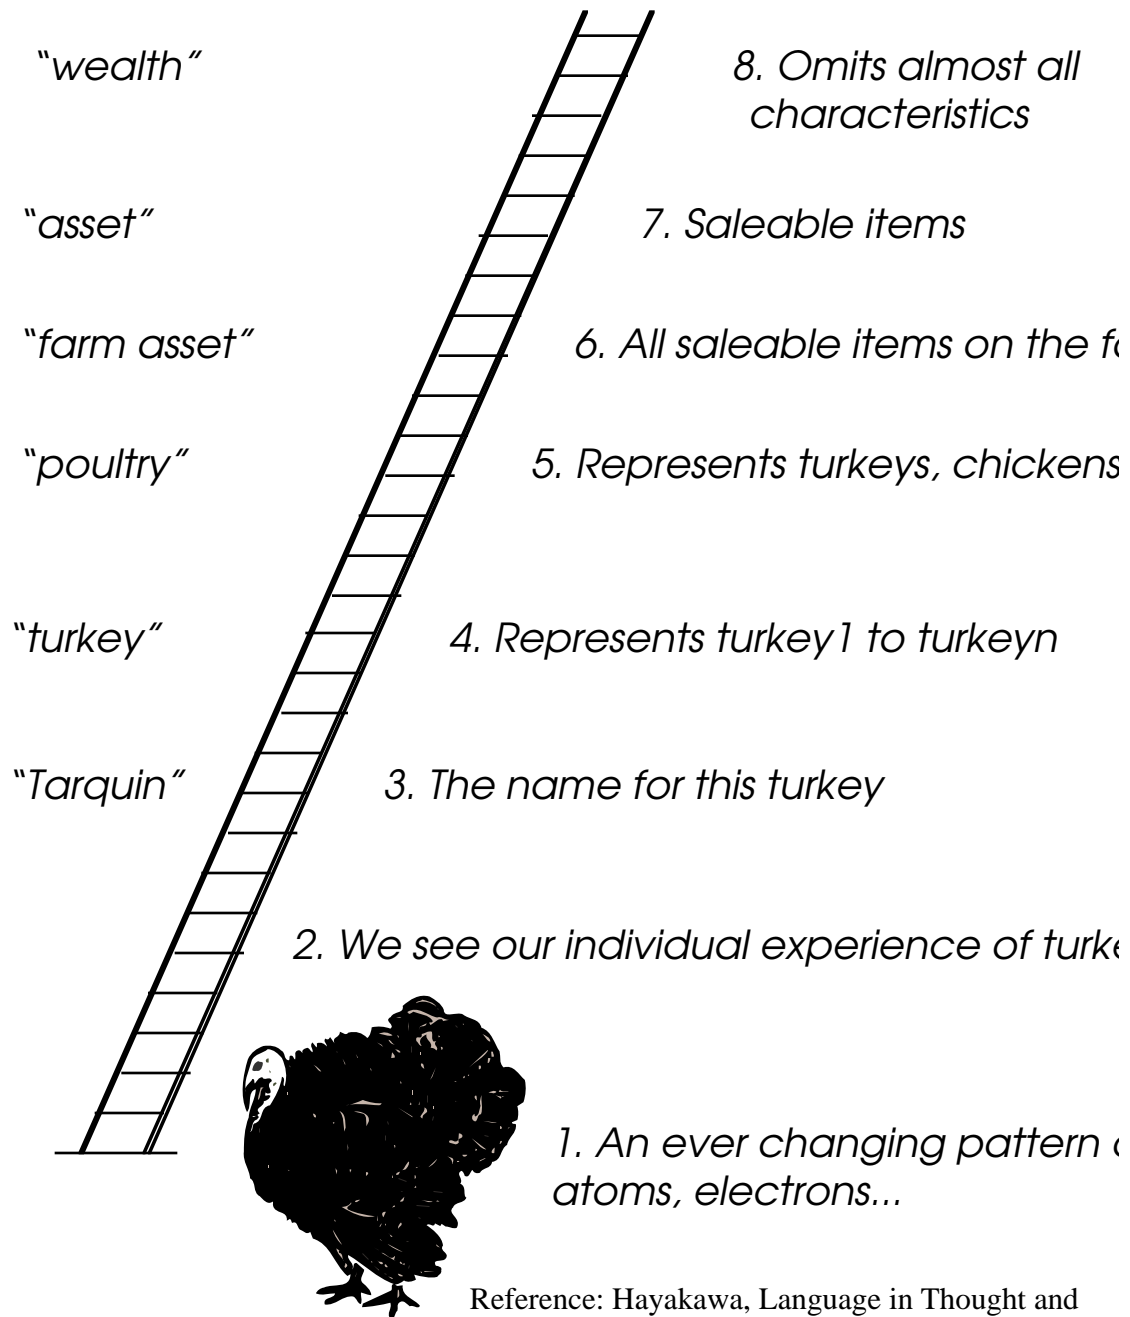 “wealth”
8. Omits almost all
characteristics
“asset”
7. Saleable items
“farm asset”
6. All saleable items on the
“poultry”
5. Represents turkeys, chickens
“turkey”
4. Represents turkey1 to turkeyn
“Tarquin”
3. The name for this turkey
2. We see our individual experience of
1. An ever changing pattern
atoms, electrons...
Reference: Hayakawa, Language in Thought and